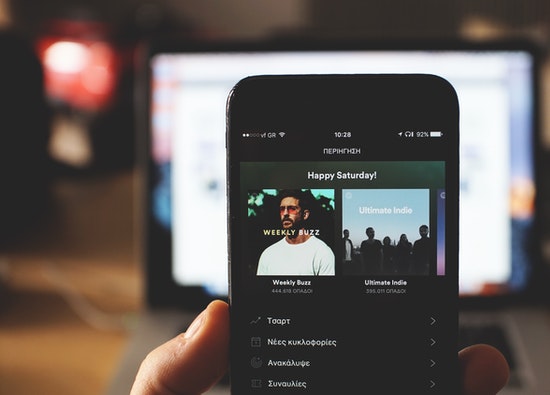 vf GR 10:28 92%
ΠΕΡΙΗΓΗΣΗ
Happy Saturday!
WEEKLY BUZZ
Ultimate Indie
Weekly Buzz
Ultimate Indie
444.618 ΟΠΑΔΟΙ
395.011 ΟΠΑΔΟΙ
Τσαρτ
Νέες κυκλοφορίες
Ανακάλυψε
Συναυλίες